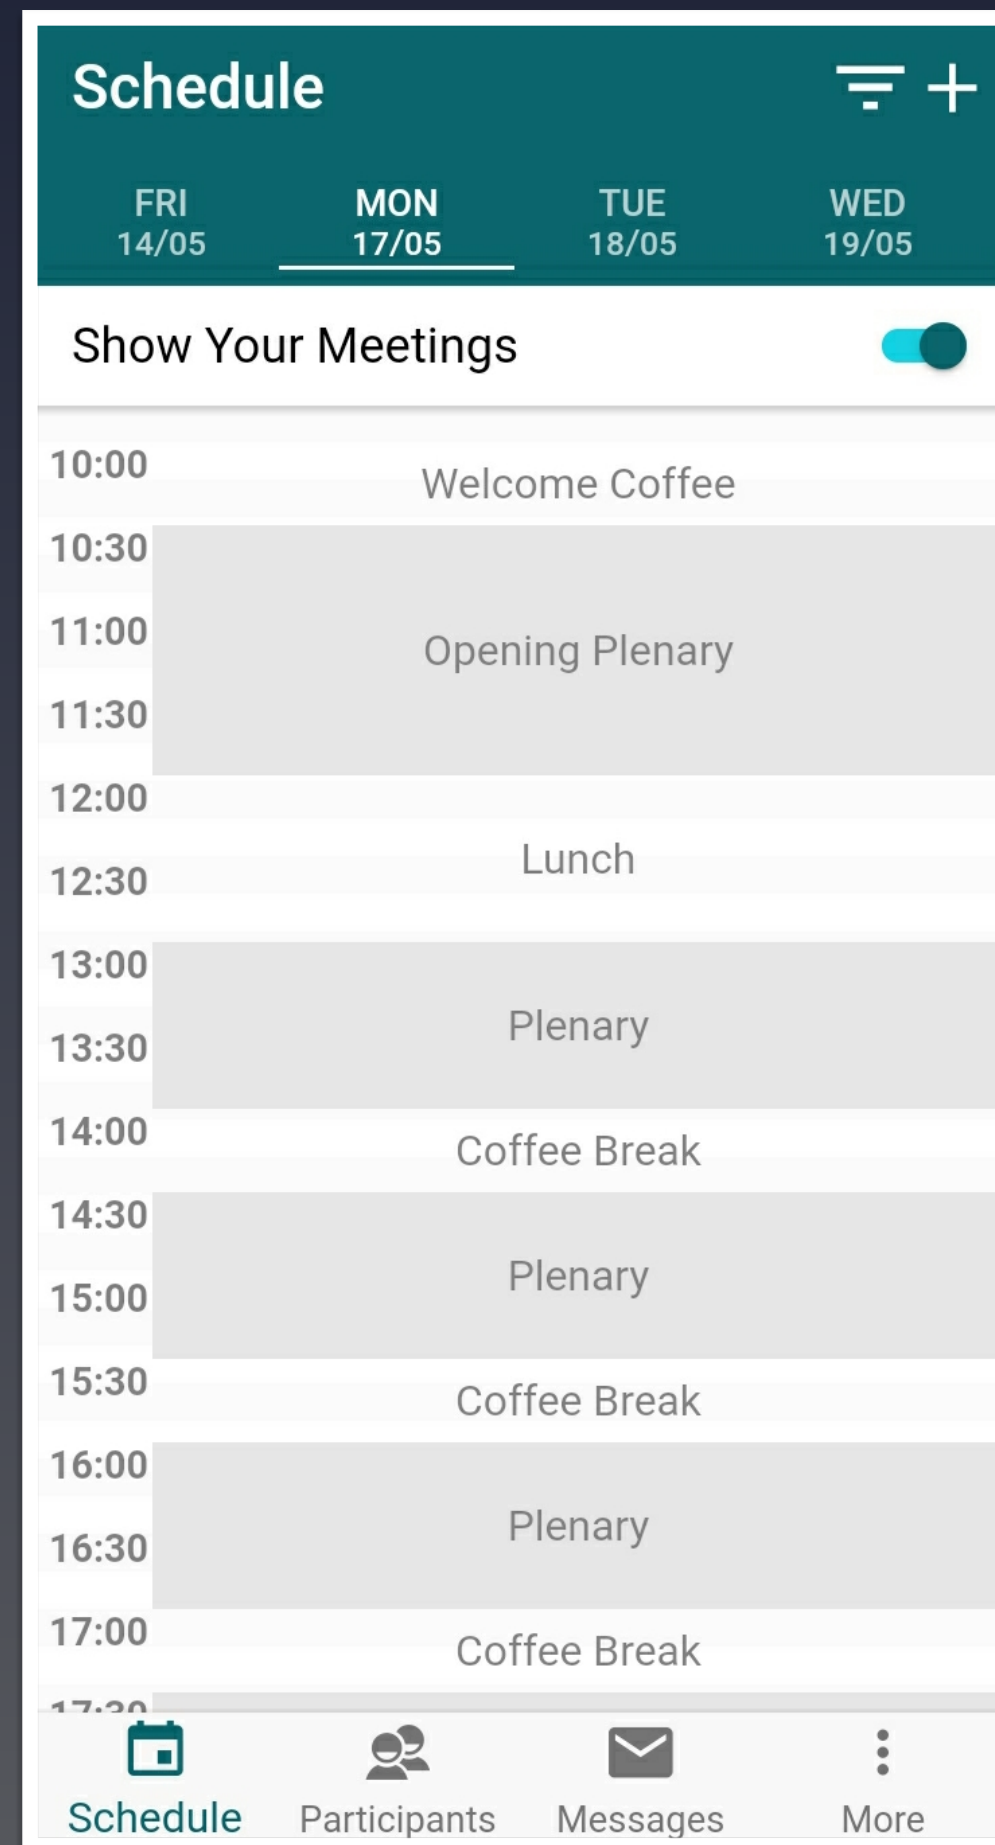 Schedule
FRI MON TUE WED
14/05 17/05 18/05 19/05
Show Your Meetings
10:00 Welcome Coffee
10:30
11:00 Opening Plenary
11:30
12:00
Lunch
12:30
13:00
Plenary
13:30
14:00 Coffee Break
14:30
Plenary
15:00
15:30 Coffee Break
16:00
Plenary
16:30
17:00 Coffee Break
17:30
Schedule Participants Messages More